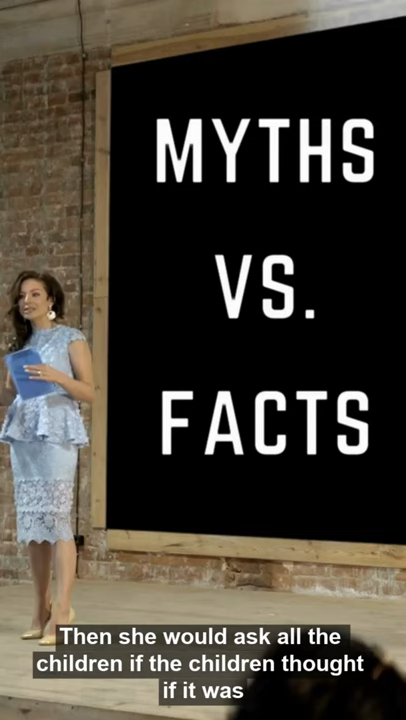 MYTHS
VS.
FACTS
Then she would ask all the
children if the children thought
if it was